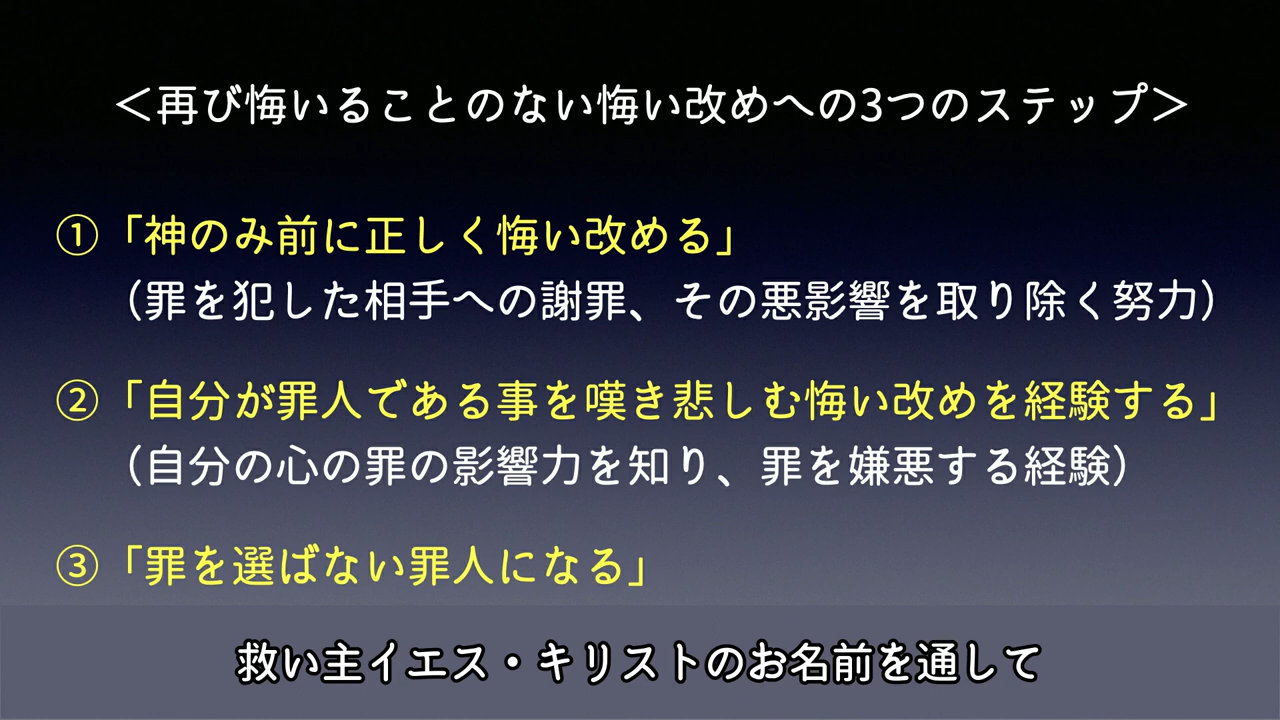 ＜再び悔いることのない悔い改めへの3つのステップ＞
①「神のみ前に正しく悔い改める」
（罪を犯した相手への謝罪、その悪影響を取り除く努力）
②「自分が罪人である事を嘆き悲しむ悔い改めを経験する」
（自分の心の罪の影響力を知り、罪を嫌悪する経験）
③「罪を選ばない罪人になる」
救い主イエス・キリストのお名前を通して